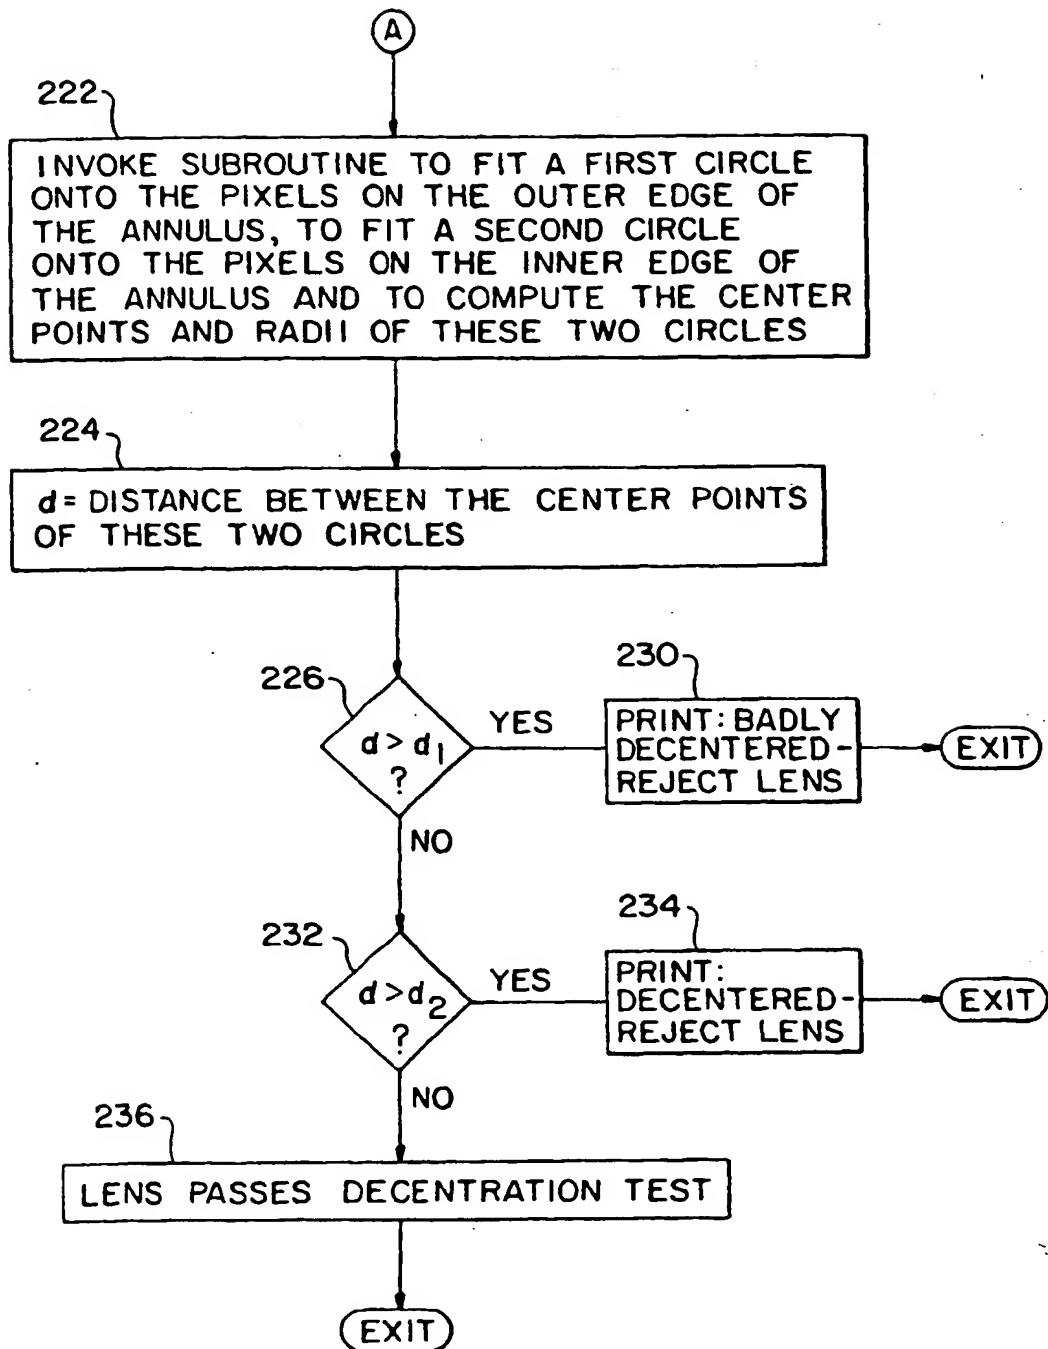 A
222
INVOKE SUBROUTINE TO FIT A FIRST CIRCLE
ONTO THE PIXELS ON THE OUTER EDGE OF
THE ANNULUS, TO FIT A SECOND CIRCLE
ONTO THE PIXELS ON THE INNER EDGE OF
THE ANNULUS AND TO COMPUTE THE CENTER
POINTS AND RADII OF THESE TWO CIRCLES
224
d = DISTANCE BETWEEN THE CENTER POINTS
OF THESE TWO CIRCLES
226
d > d₁
?
YES
230
PRINT: BADLY
DECENTERED-
REJECT LENS
EXIT
NO
232
d > d₂
?
YES
234
PRINT:
DECENTERED-
REJECT LENS
EXIT
NO
236
LENS PASSES DECENTRATION TEST
EXIT